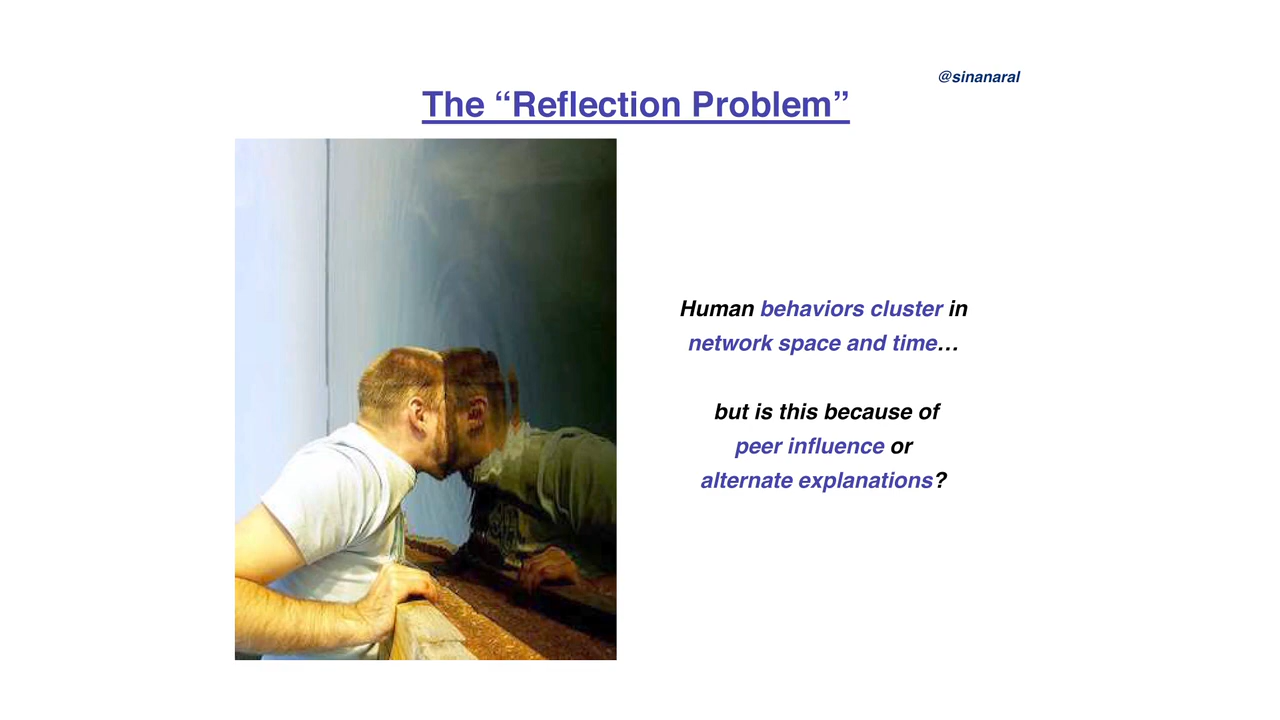 @sinanaral
The “Reflection Problem”
Human behaviors cluster in
network space and time…
but is this because of
peer influence or
alternate explanations?